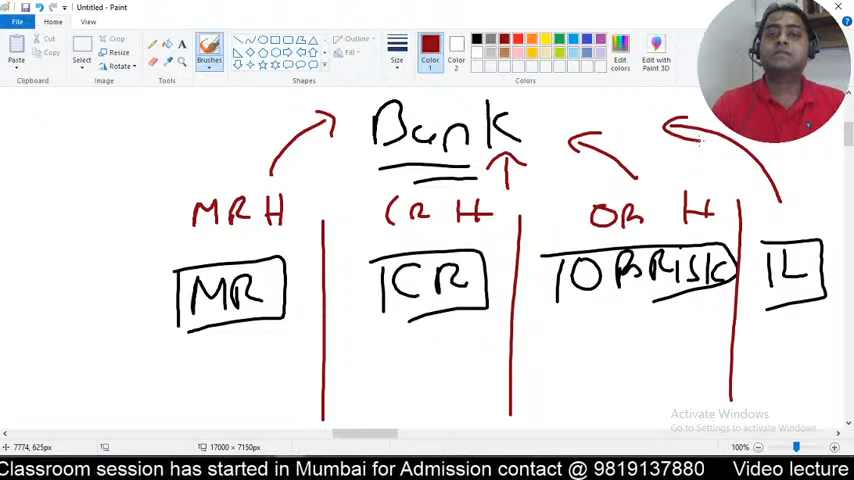 Untitled - Paint
File Home View
Paste Cut Copy Select Crop Resize Rotate A Brushes Outline Fill Size Color 1 Color 2 Edit colors Edit with Paint 3D
Clipboard Image Tools Shapes Colors
Bank
MRH CR H OR H
MR CR OPs RISK L
Activate Windows
Go to Settings to activate Windows.
7774, 625px 17000 × 7150px 100%
Classroom session has started in Mumbai for Admission contact @ 9819137880 Video lecture